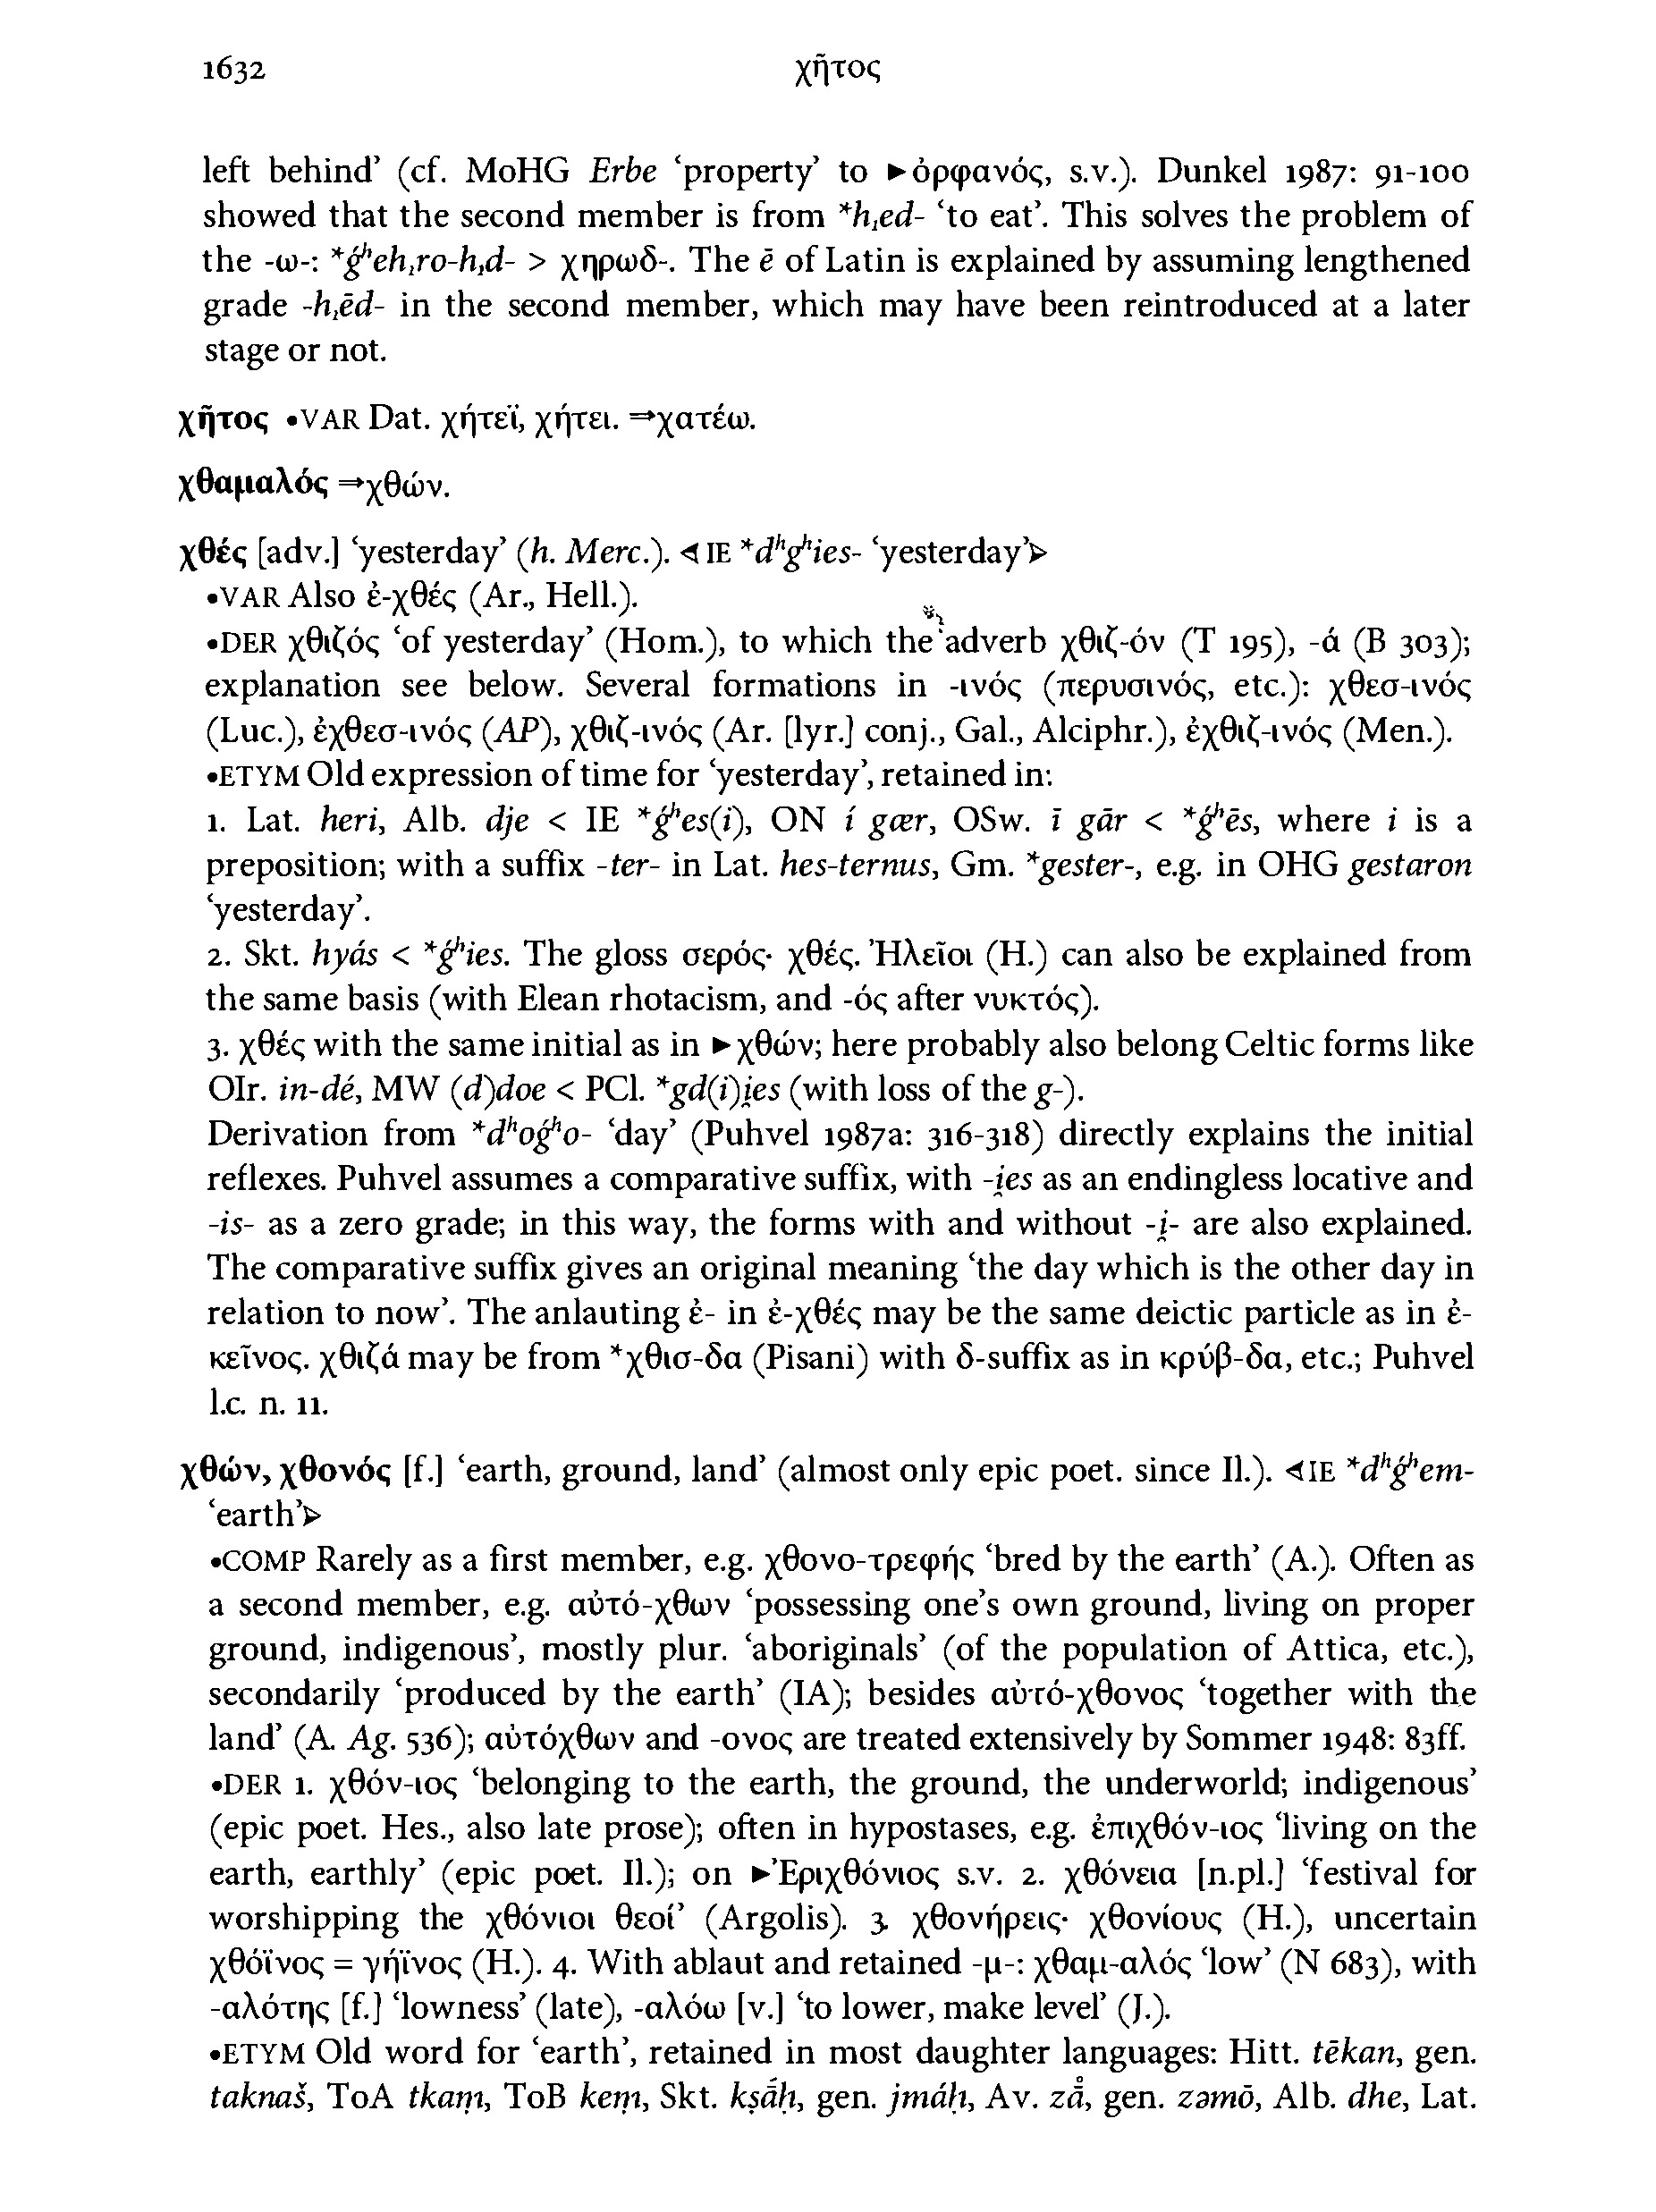 1632
χῆτος
left behind’ (cf. MoHG Erbe ‘property’ to ►ὀρφανός, s.v.). Dunkel 1987: 91-100
showed that the second member is from *h₁ed- ‘to eat’. This solves the problem of
the -ω-: *ǵʰeh₁ro-h₁d- > χηρωδ-. The ē of Latin is explained by assuming lengthened
grade -h₁ēd- in the second member, which may have been reintroduced at a later
stage or not.
χῆτος •VAR Dat. χήτεϊ, χήτει. ⇒χατέω.
χθαμαλός ⇒χθών.
χθές [adv.] ‘yesterday’ (h. Merc.). ⊲ IE *dʰǵʰies- ‘yesterday’⊳
•VAR Also ἐ-χθές (Ar., Hell.).
•DER χθιζός ‘of yesterday’ (Hom.), to which the adverb χθιζ-όν (Τ 195), -ά (Β 303);
explanation see below. Several formations in -ινός (περυσινός, etc.): χθεσ-ινός
(Luc.), ἐχθεσ-ινός (AP), χθιζ-ινός (Ar. [lyr.] conj., Gal., Alciphr.), ἐχθιζ-ινός (Men.).
•ETYM Old expression of time for ‘yesterday’, retained in:
1. Lat. heri, Alb. dje < IE *ǵʰes(i), ON í gær, OSw. ī gār < *ǵʰēs, where i is a
preposition; with a suffix -ter- in Lat. hes-ternus, Gm. *gester-, e.g. in OHG gestaron
‘yesterday’.
2. Skt. hyás < *ǵʰies. The gloss σερός· χθές. Ἠλεῖοι (H.) can also be explained from
the same basis (with Elean rhotacism, and -ός after νυκτός).
3. χθές with the same initial as in ►χθών; here probably also belong Celtic forms like
OIr. in-dé, MW (d)doe < PCl. *gd(i)i̯es (with loss of the g-).
Derivation from *dʰoǵʰo- ‘day’ (Puhvel 1987a: 316-318) directly explains the initial
reflexes. Puhvel assumes a comparative suffix, with -i̯es as an endingless locative and
-is- as a zero grade; in this way, the forms with and without -i̯- are also explained.
The comparative suffix gives an original meaning ‘the day which is the other day in
relation to now’. The anlauting ἐ- in ἐ-χθές may be the same deictic particle as in ἐ-
κεῖνος. χθιζά may be from *χθισ-δα (Pisani) with δ-suffix as in κρύβ-δα, etc.; Puhvel
l.c. n. 11.
χθών, χθονός [f.] ‘earth, ground, land’ (almost only epic poet. since Il.). ⊲IE *dʰǵʰem-
‘earth’⊳
•COMP Rarely as a first member, e.g. χθονο-τρεφής ‘bred by the earth’ (A.). Often as
a second member, e.g. αὐτό-χθων ‘possessing one’s own ground, living on proper
ground, indigenous’, mostly plur. ‘aboriginals’ (of the population of Attica, etc.),
secondarily ‘produced by the earth’ (IA); besides αὐτό-χθονος ‘together with the
land’ (A. Ag. 536); αὐτόχθων and -ονος are treated extensively by Sommer 1948: 83ff.
•DER 1. χθόν-ιος ‘belonging to the earth, the ground, the underworld; indigenous’
(epic poet. Hes., also late prose); often in hypostases, e.g. ἐπιχθόν-ιος ‘living on the
earth, earthly’ (epic poet. Il.); on ►Ἐριχθόνιος s.v. 2. χθόνεια [n.pl.] ‘festival for
worshipping the χθόνιοι θεοί’ (Argolis). 3. χθονήρεις· χθονίους (H.), uncertain
χθόϊνος = γήϊνος (H.). 4. With ablaut and retained -μ-: χθαμ-αλός ‘low’ (Ν 683), with
-αλότης [f.] ‘lowness’ (late), -αλόω [v.] ‘to lower, make level’ (J.).
•ETYM Old word for ‘earth’, retained in most daughter languages: Hitt. tēkan, gen.
taknaš, ToA tkaṃ, ToB keṃ, Skt. kṣā́ḥ, gen. jmáḥ, Av. zā̊, gen. zəmō, Alb. dhe, Lat.